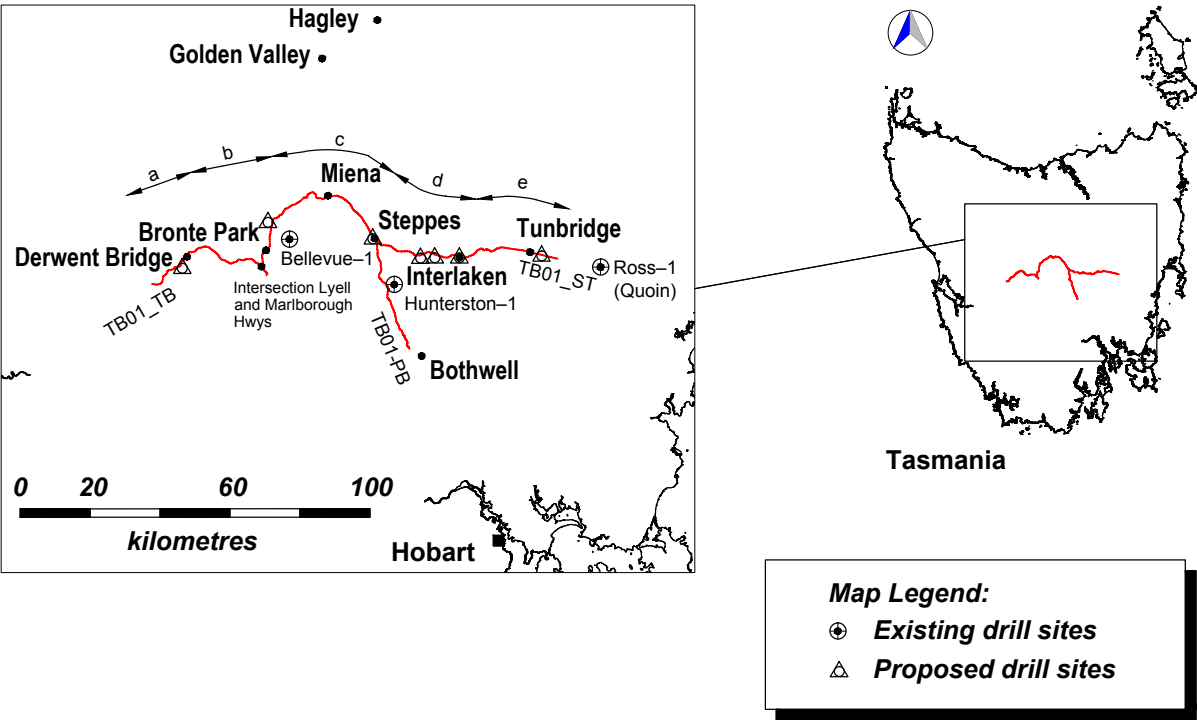 Hagley
Golden Valley
a
b
c
d
e
Miena
Steppes
Bronte Park
Tunbridge
Derwent Bridge
Bellevue–1
Interlaken
Ross–1
(Quoin)
TB01_ST
Intersection Lyell
and Marlborough
Hwys
Hunterston–1
TB01_TB
TB01-PB
Bothwell
0 20 60 100
kilometres
Hobart
Tasmania
Map Legend:
Existing drill sites
Proposed drill sites